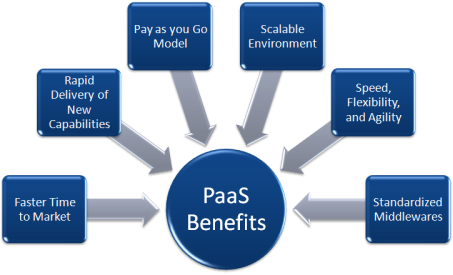 Pay as you Go
Model
Scalable
Environment
Rapid
Delivery of
New
Capabilities
Speed,
Flexibility,
and Agility
Faster Time
to Market
PaaS
Benefits
Standardized
Middlewares